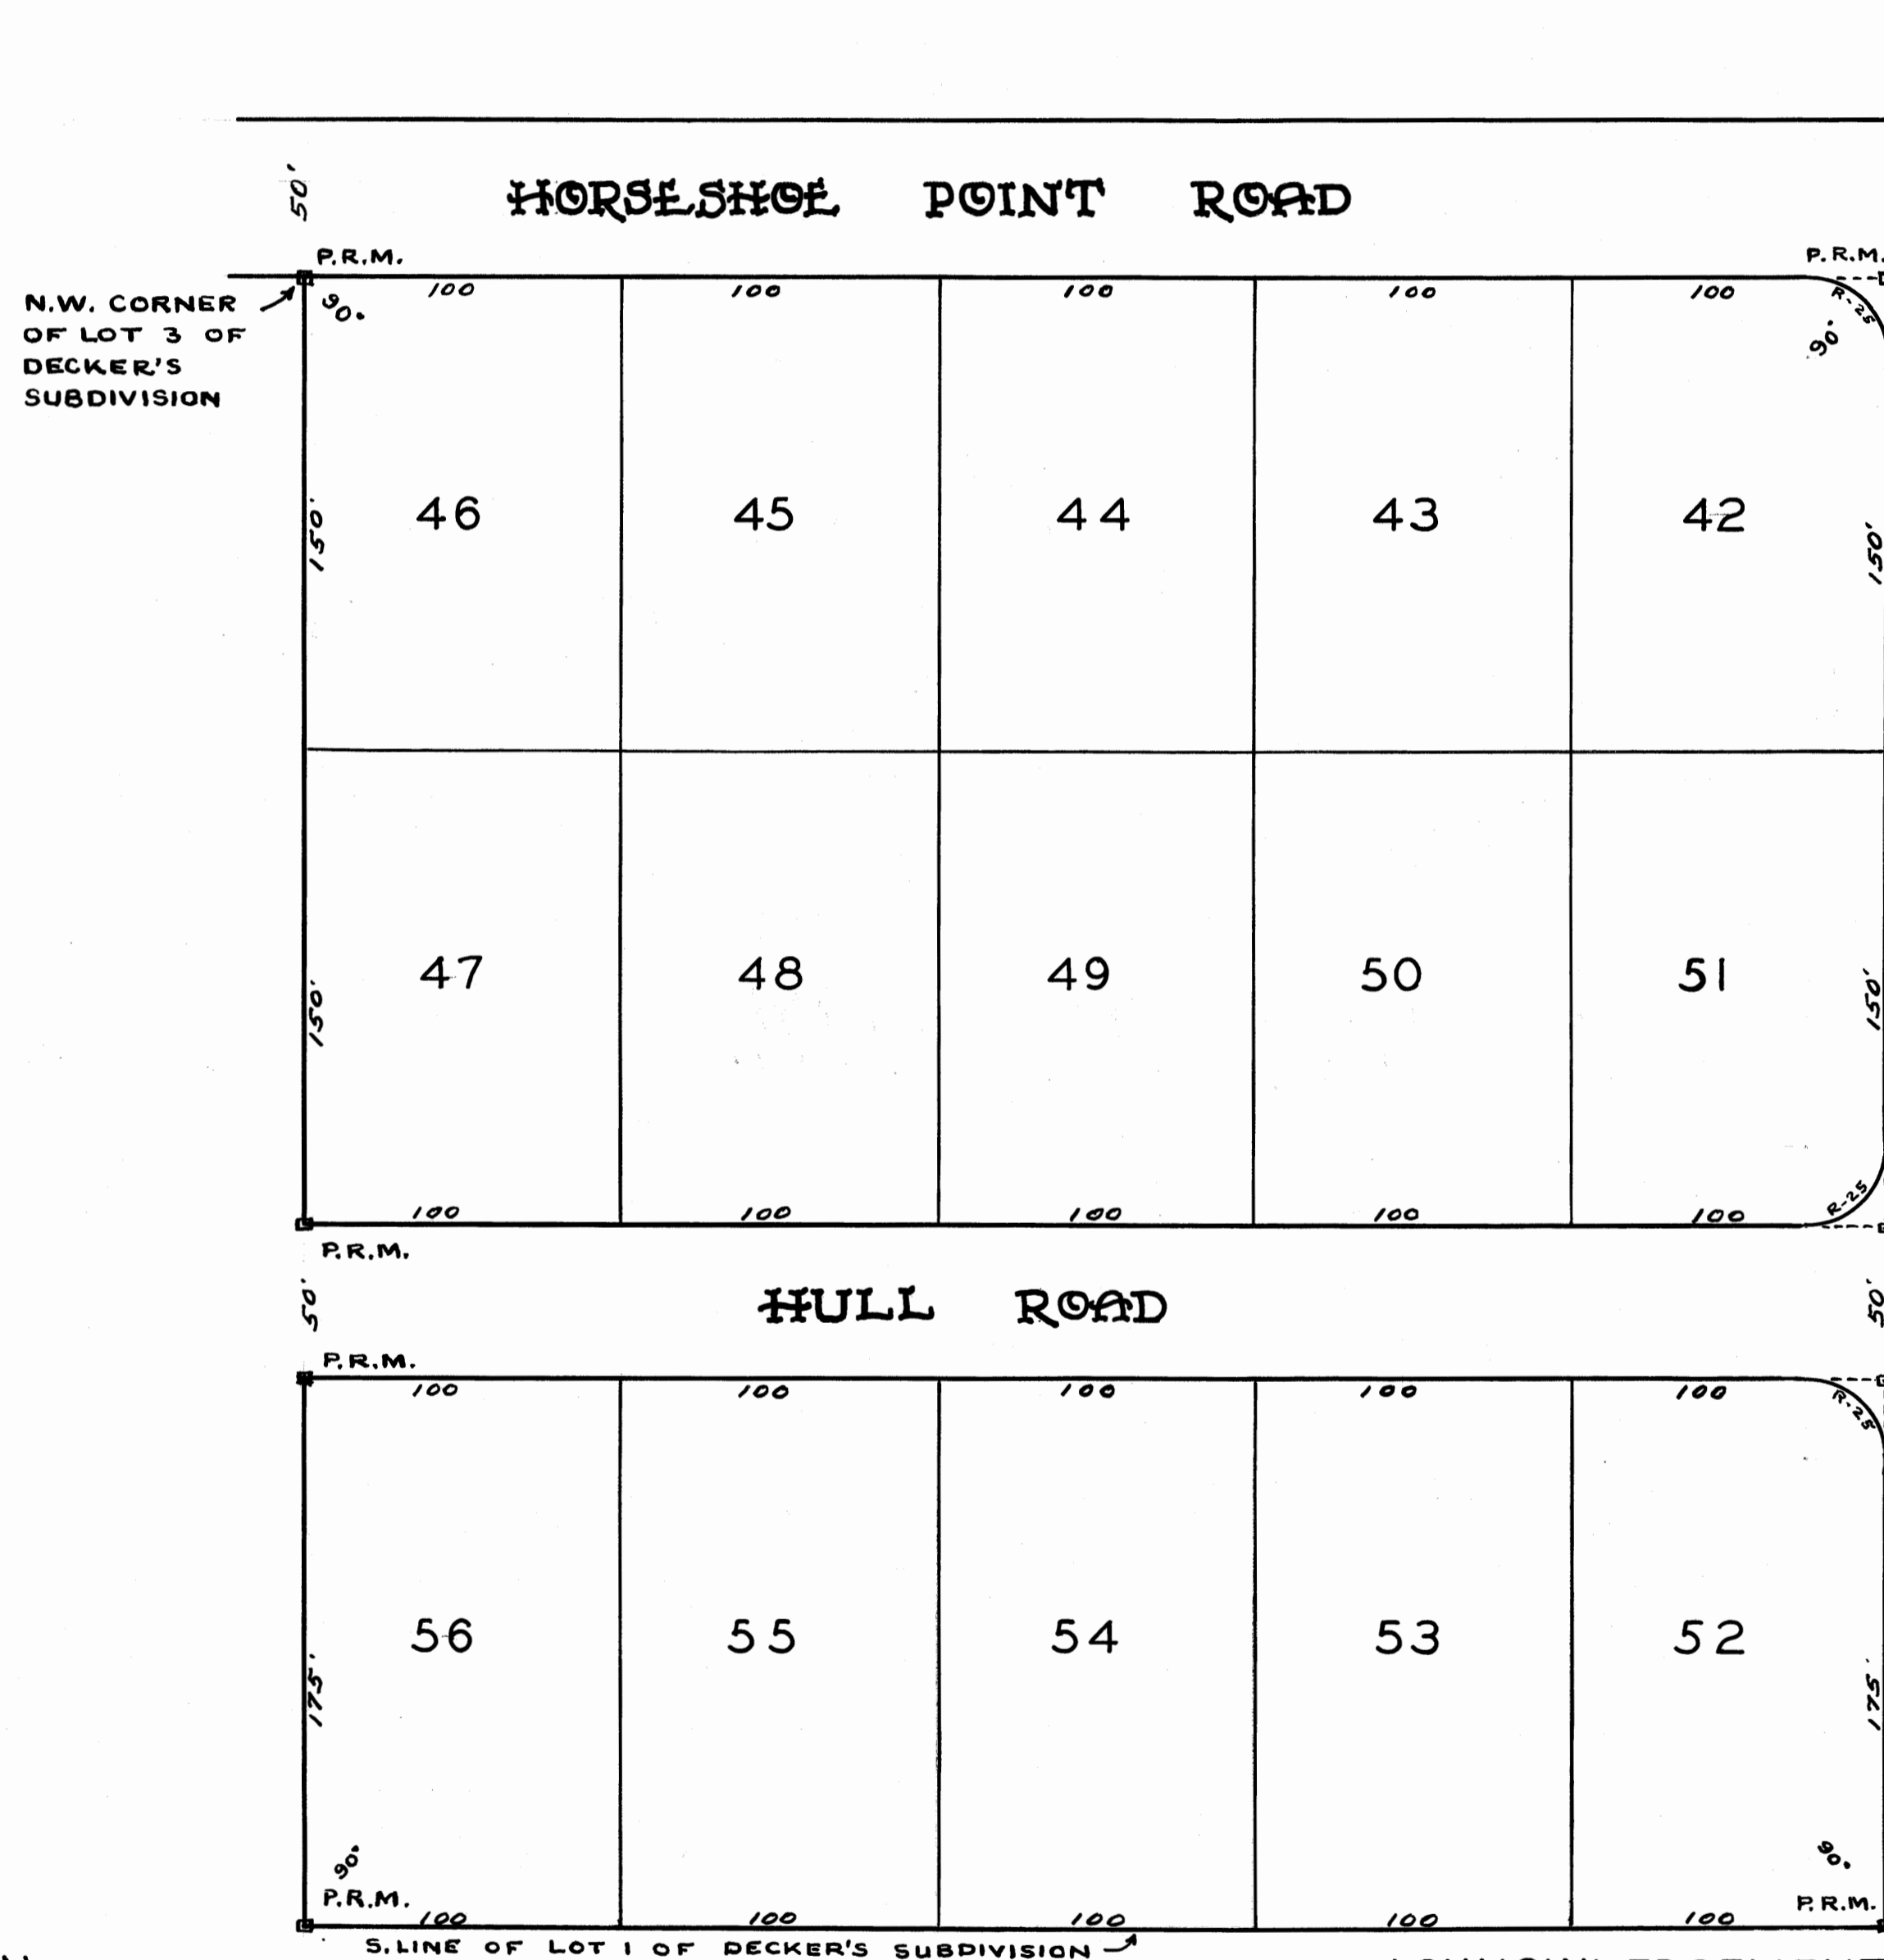 50'
HORSESHOE POINT ROAD
P.R.M. P.R.M.
N.W. CORNER
OF LOT 3 OF
DECKER'S
SUBDIVISION
90° 100 100 100 100 100 R-25
90°
46 45 44 43 42
150' 150'
47 48 49 50 51
150' 150'
R-25
100 100 100 100 100
P.R.M.
50' HULL ROAD 50'
P.R.M.
100 100 100 100 100 R-25
56 55 54 53 52
175' 175'
90° 90°
P.R.M. P.R.M.
100 100 100 100 100
S. LINE OF LOT 1 OF DECKER'S SUBDIVISION